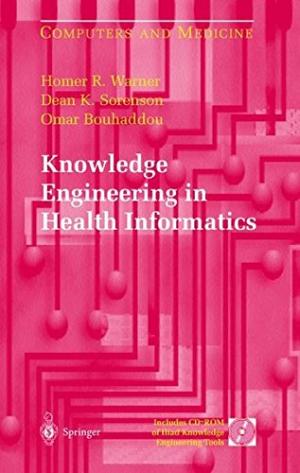 COMPUTERS AND MEDICINE
Homer R. Warner
Dean K. Sorenson
Omar Bouhaddou
Knowledge
Engineering in
Health Informatics
Springer
Includes CD-ROM
of Iliad Knowledge
Engineering Tools